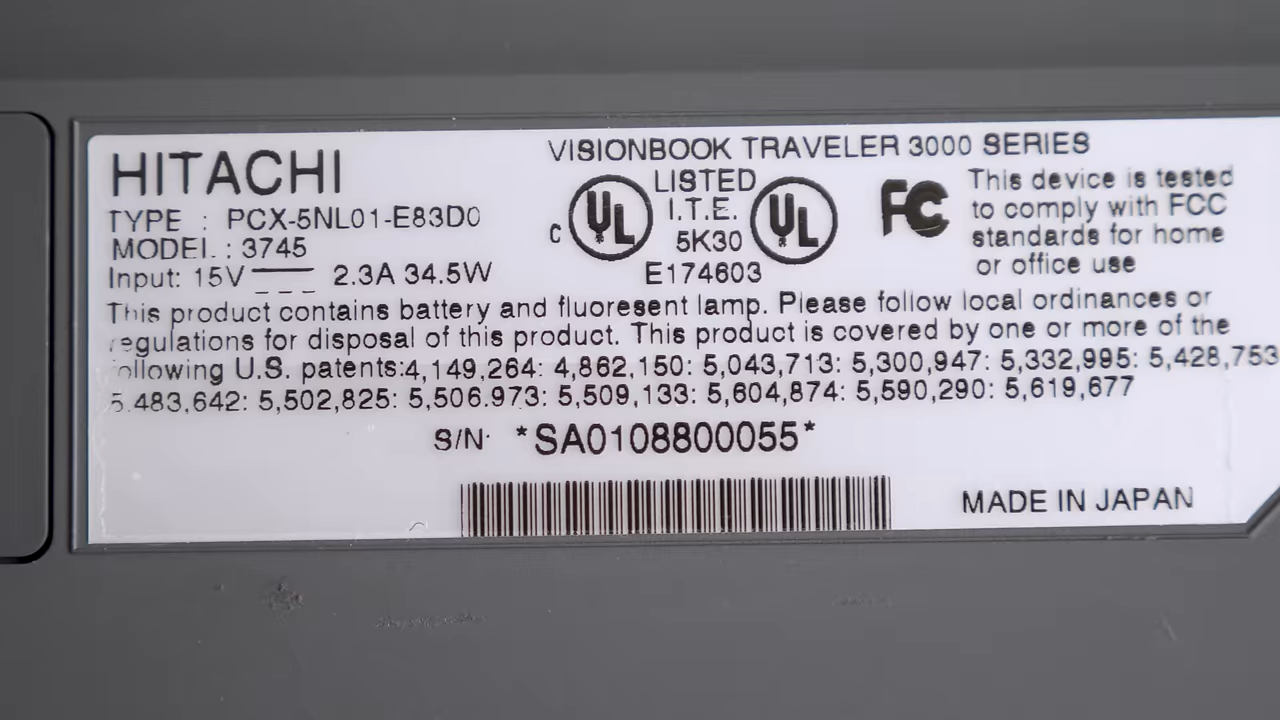 HITACHI
VISIONBOOK TRAVELER 3000 SERIES
TYPE : PCX-5NL01-E83D0
MODEL : 3745
Input: 15V 2.3A 34.5W
c UL LISTED UL
I.T.E.
5K30
E174603
FC This device is tested
to comply with FCC
standards for home
or office use
This product contains battery and fluoresent lamp. Please follow local ordinances or
regulations for disposal of this product. This product is covered by one or more of the
following U.S. patents:4,149,264: 4,862,150: 5,043,713: 5,300,947: 5,332,995: 5,428,753
5.483,642: 5,502,825: 5,506.973: 5,509,133: 5,604,874: 5,590,290: 5,619,677
S/N· *SA0108800055*
MADE IN JAPAN